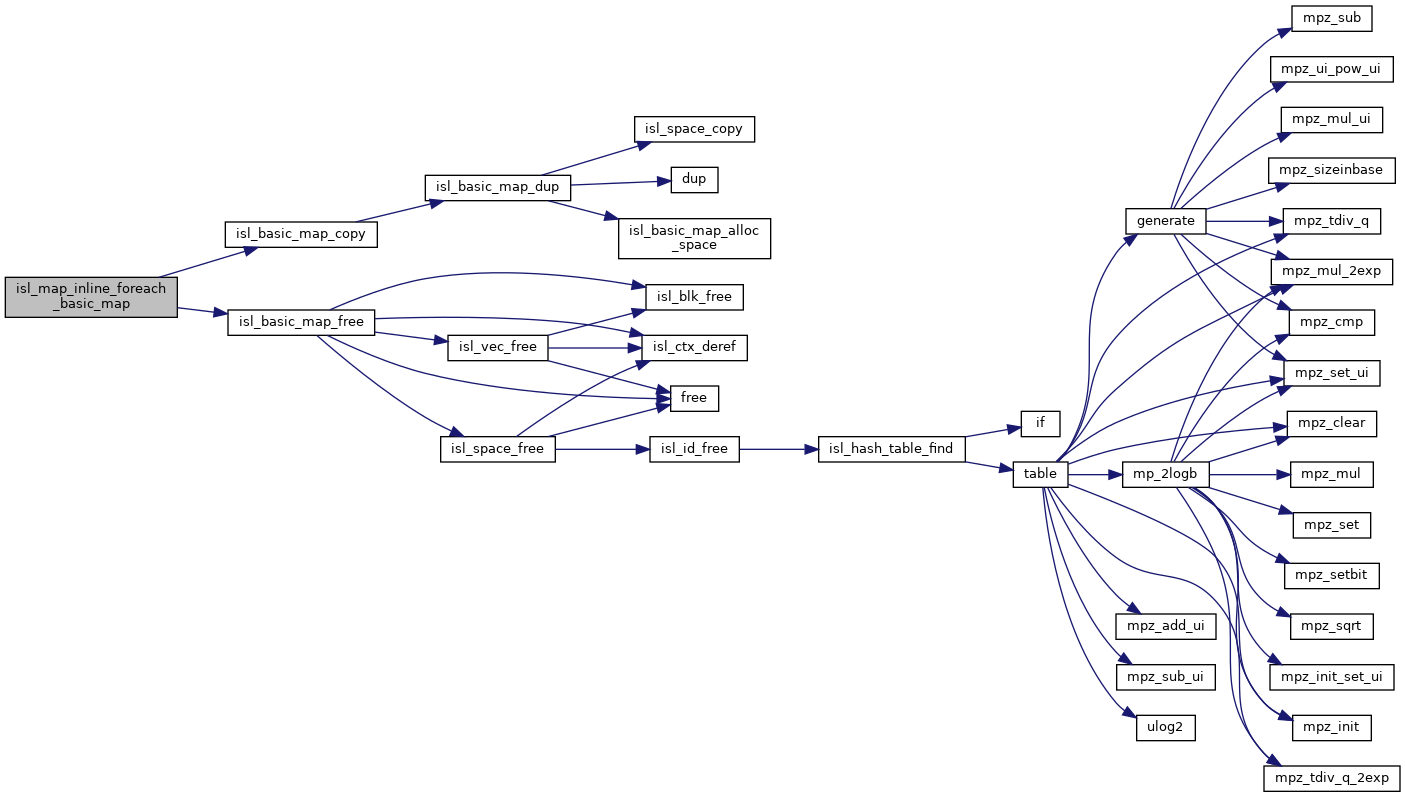 isl_map_inline_foreach
_basic_map
isl_basic_map_copy
isl_basic_map_dup
isl_space_copy
dup
isl_basic_map_alloc
_space
isl_basic_map_free
isl_blk_free
isl_vec_free
isl_ctx_deref
free
isl_space_free
isl_id_free
isl_hash_table_find
if
table
generate
mpz_sub
mpz_ui_pow_ui
mpz_mul_ui
mpz_sizeinbase
mpz_tdiv_q
mpz_mul_2exp
mpz_cmp
mpz_set_ui
mpz_clear
mp_2logb
mpz_mul
mpz_set
mpz_setbit
mpz_sqrt
mpz_init_set_ui
mpz_init
mpz_tdiv_q_2exp
mpz_add_ui
mpz_sub_ui
ulog2